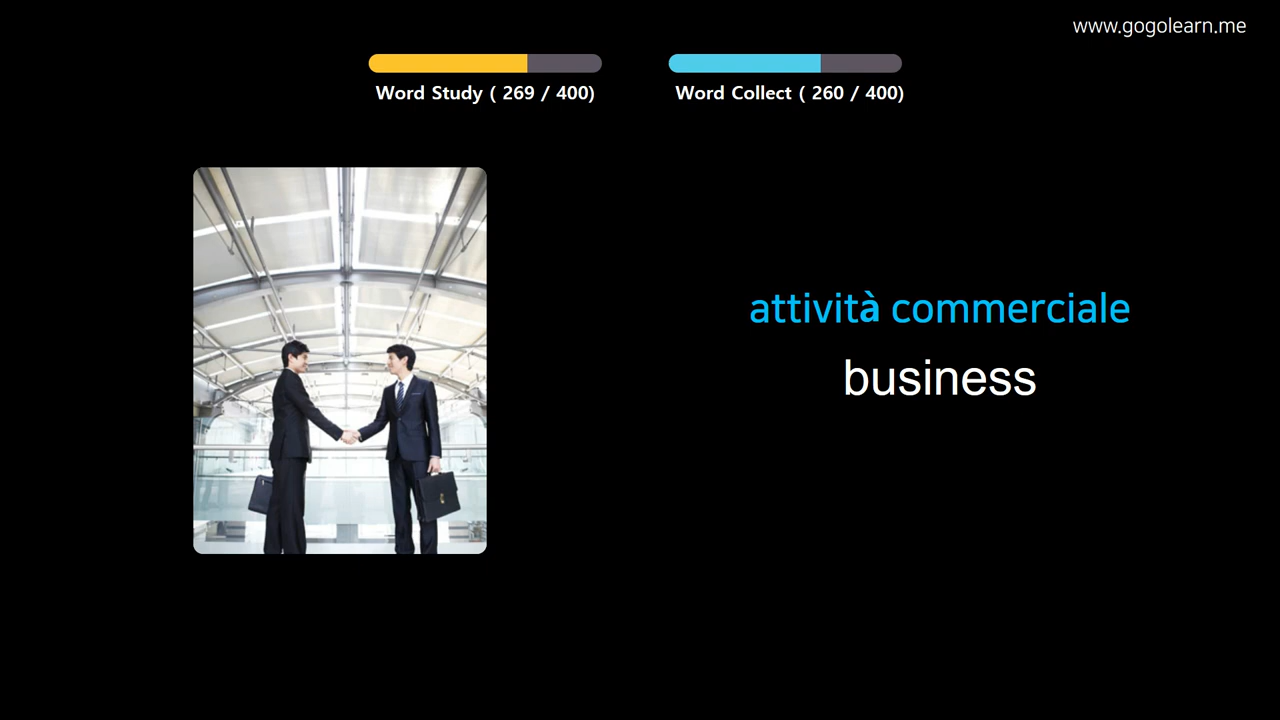 www.gogolearn.me
Word Study ( 269 / 400)
Word Collect ( 260 / 400)
attività commerciale
business